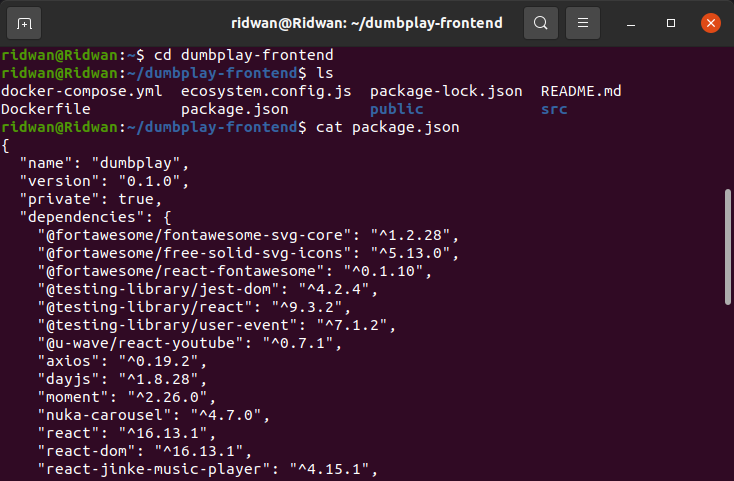 ridwan@Ridwan: ~/dumbplay-frontend
ridwan@Ridwan:~$ cd dumbplay-frontend
ridwan@Ridwan:~/dumbplay-frontend$ ls
docker-compose.yml  ecosystem.config.js  package-lock.json  README.md
Dockerfile          package.json         public             src
ridwan@Ridwan:~/dumbplay-frontend$ cat package.json
{
  "name": "dumbplay",
  "version": "0.1.0",
  "private": true,
  "dependencies": {
    "@fortawesome/fontawesome-svg-core": "^1.2.28",
    "@fortawesome/free-solid-svg-icons": "^5.13.0",
    "@fortawesome/react-fontawesome": "^0.1.10",
    "@testing-library/jest-dom": "^4.2.4",
    "@testing-library/react": "^9.3.2",
    "@testing-library/user-event": "^7.1.2",
    "@u-wave/react-youtube": "^0.7.1",
    "axios": "^0.19.2",
    "dayjs": "^1.8.28",
    "moment": "^2.26.0",
    "nuka-carousel": "^4.7.0",
    "react": "^16.13.1",
    "react-dom": "^16.13.1",
    "react-jinke-music-player": "^4.15.1",